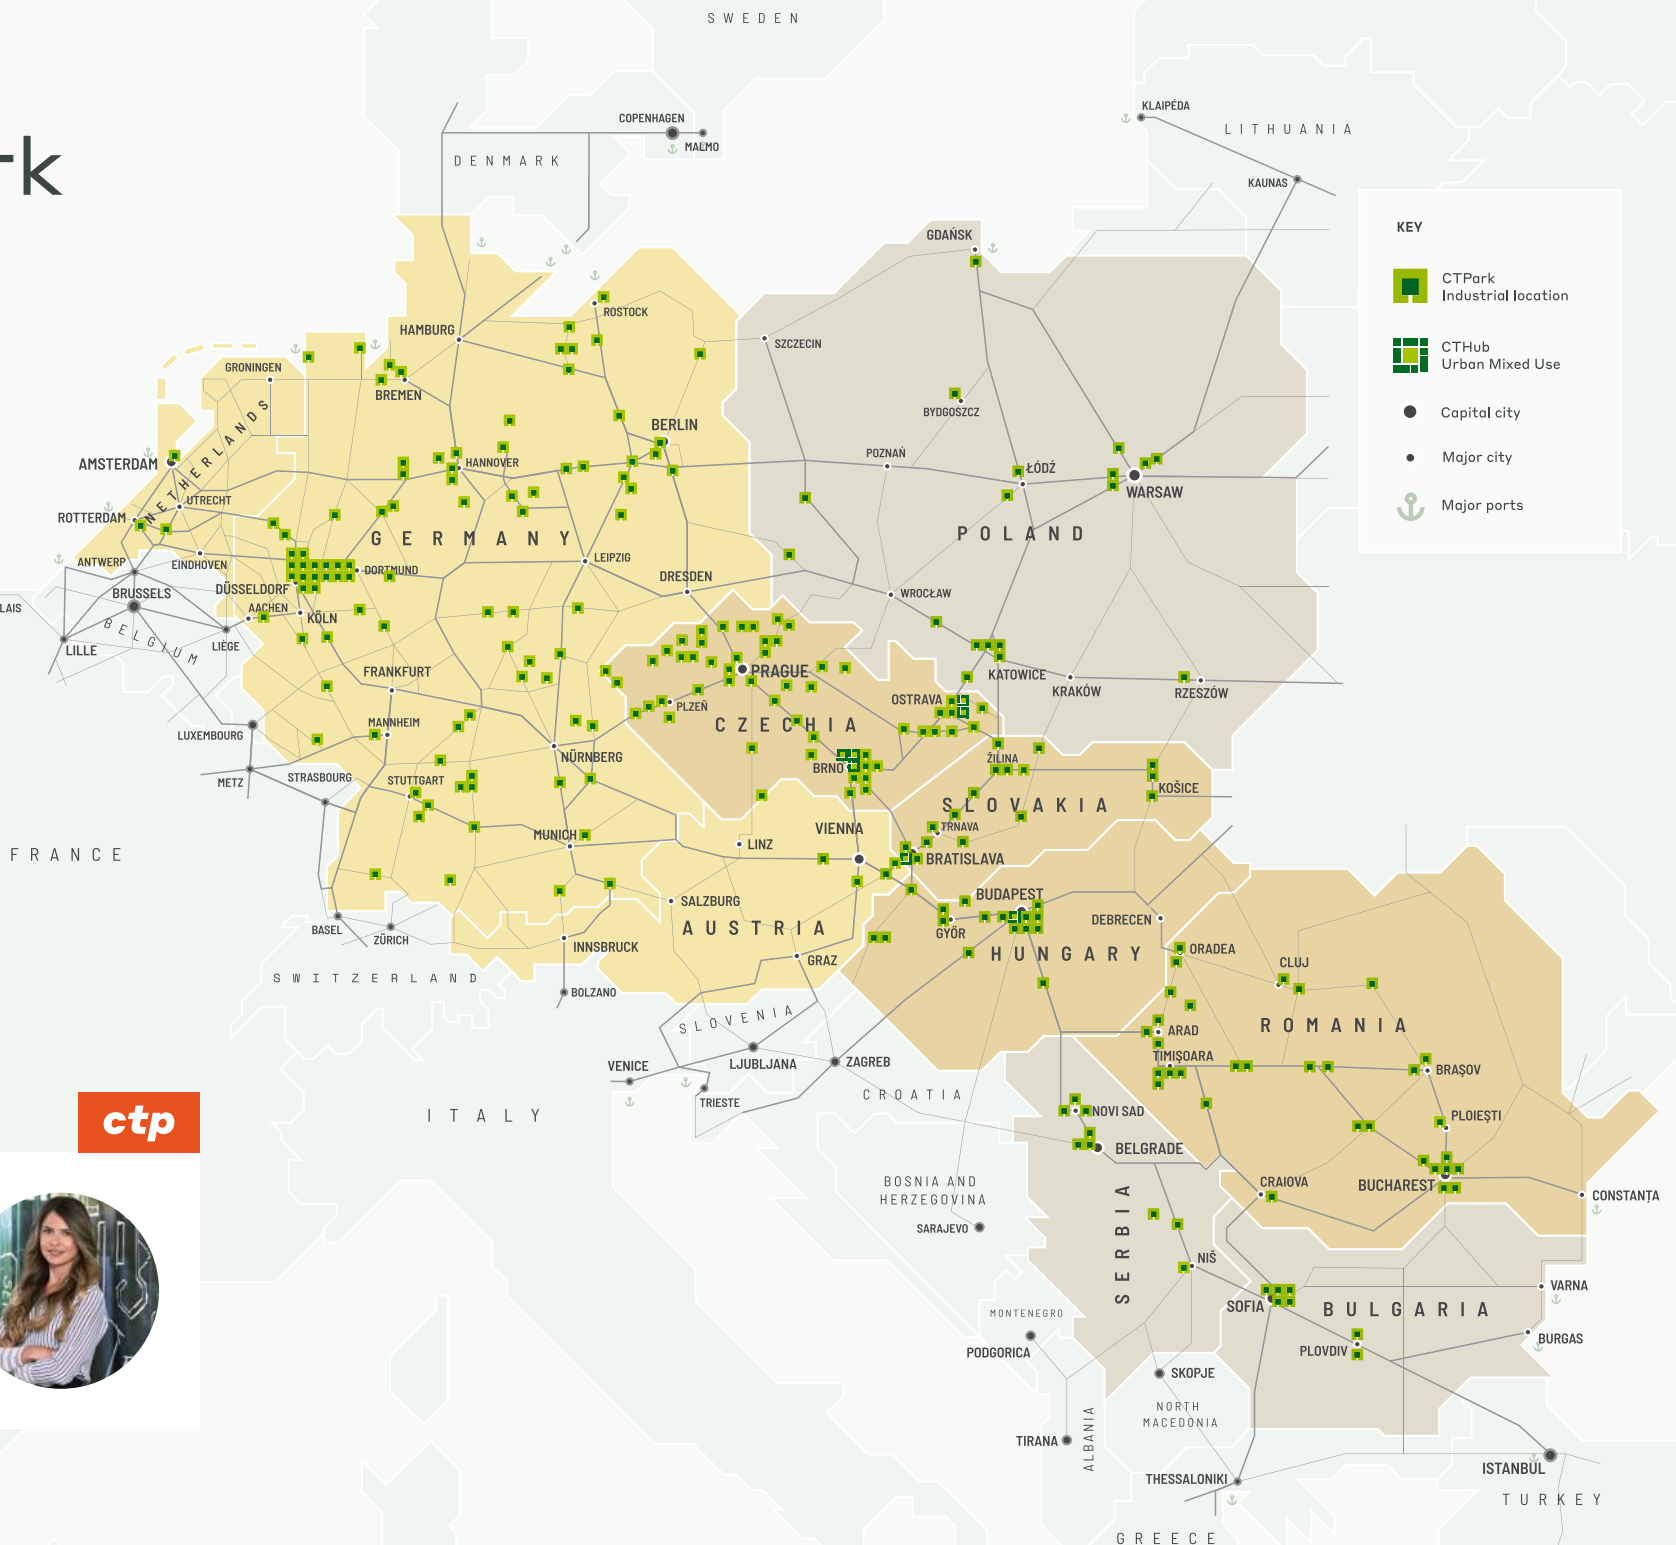 SWEDEN
COPENHAGEN
MALMO
DENMARK
KLAIPĖDA
LITHUANIA
KAUNAS
rk
KEY
CTPark
Industrial location
CTHub
Urban Mixed Use
Capital city
Major city
Major ports
GDAŃSK
ROSTOCK
HAMBURG
SZCZECIN
GRONINGEN
BREMEN
BYDGOSZCZ
BERLIN
NETHERLANDS
AMSTERDAM
HANNOVER
POZNAŃ
ŁÓDŹ
WARSAW
UTRECHT
ROTTERDAM
GERMANY
POLAND
ANTWERP
EINDHOVEN
DORTMUND
LEIPZIG
DRESDEN
BRUSSELS
DÜSSELDORF
WROCŁAW
LAIS
AACHEN
KÖLN
BELGIUM
LILLE
LIÈGE
FRANKFURT
PRAGUE
KATOWICE
KRAKÓW
RZESZÓW
OSTRAVA
PLZEŇ
CZECHIA
LUXEMBOURG
MANNHEIM
NÜRNBERG
ŽILINA
BRNO
METZ
STRASBOURG
STUTTGART
KOŠICE
SLOVAKIA
TRNAVA
VIENNA
MUNICH
LINZ
FRANCE
BRATISLAVA
BUDAPEST
SALZBURG
DEBRECEN
BASEL
ZÜRICH
AUSTRIA
GYŐR
INNSBRUCK
HUNGARY
ORADEA
GRAZ
CLUJ
SWITZERLAND
BOLZANO
SLOVENIA
ROMANIA
ARAD
TIMIȘOARA
VENICE
LJUBLJANA
ZAGREB
BRAȘOV
TRIESTE
CROATIA
NOVI SAD
ITALY
PLOIEȘTI
ctp
BELGRADE
BOSNIA AND
HERZEGOVINA
CRAIOVA
BUCHAREST
CONSTANȚA
SARAJEVO
SERBIA
NIŠ
VARNA
SOFIA
BULGARIA
MONTENEGRO
PODGORICA
PLOVDIV
BURGAS
SKOPJE
NORTH
MACEDONIA
TIRANA
ALBANIA
ISTANBUL
THESSALONIKI
TURKEY
GREECE